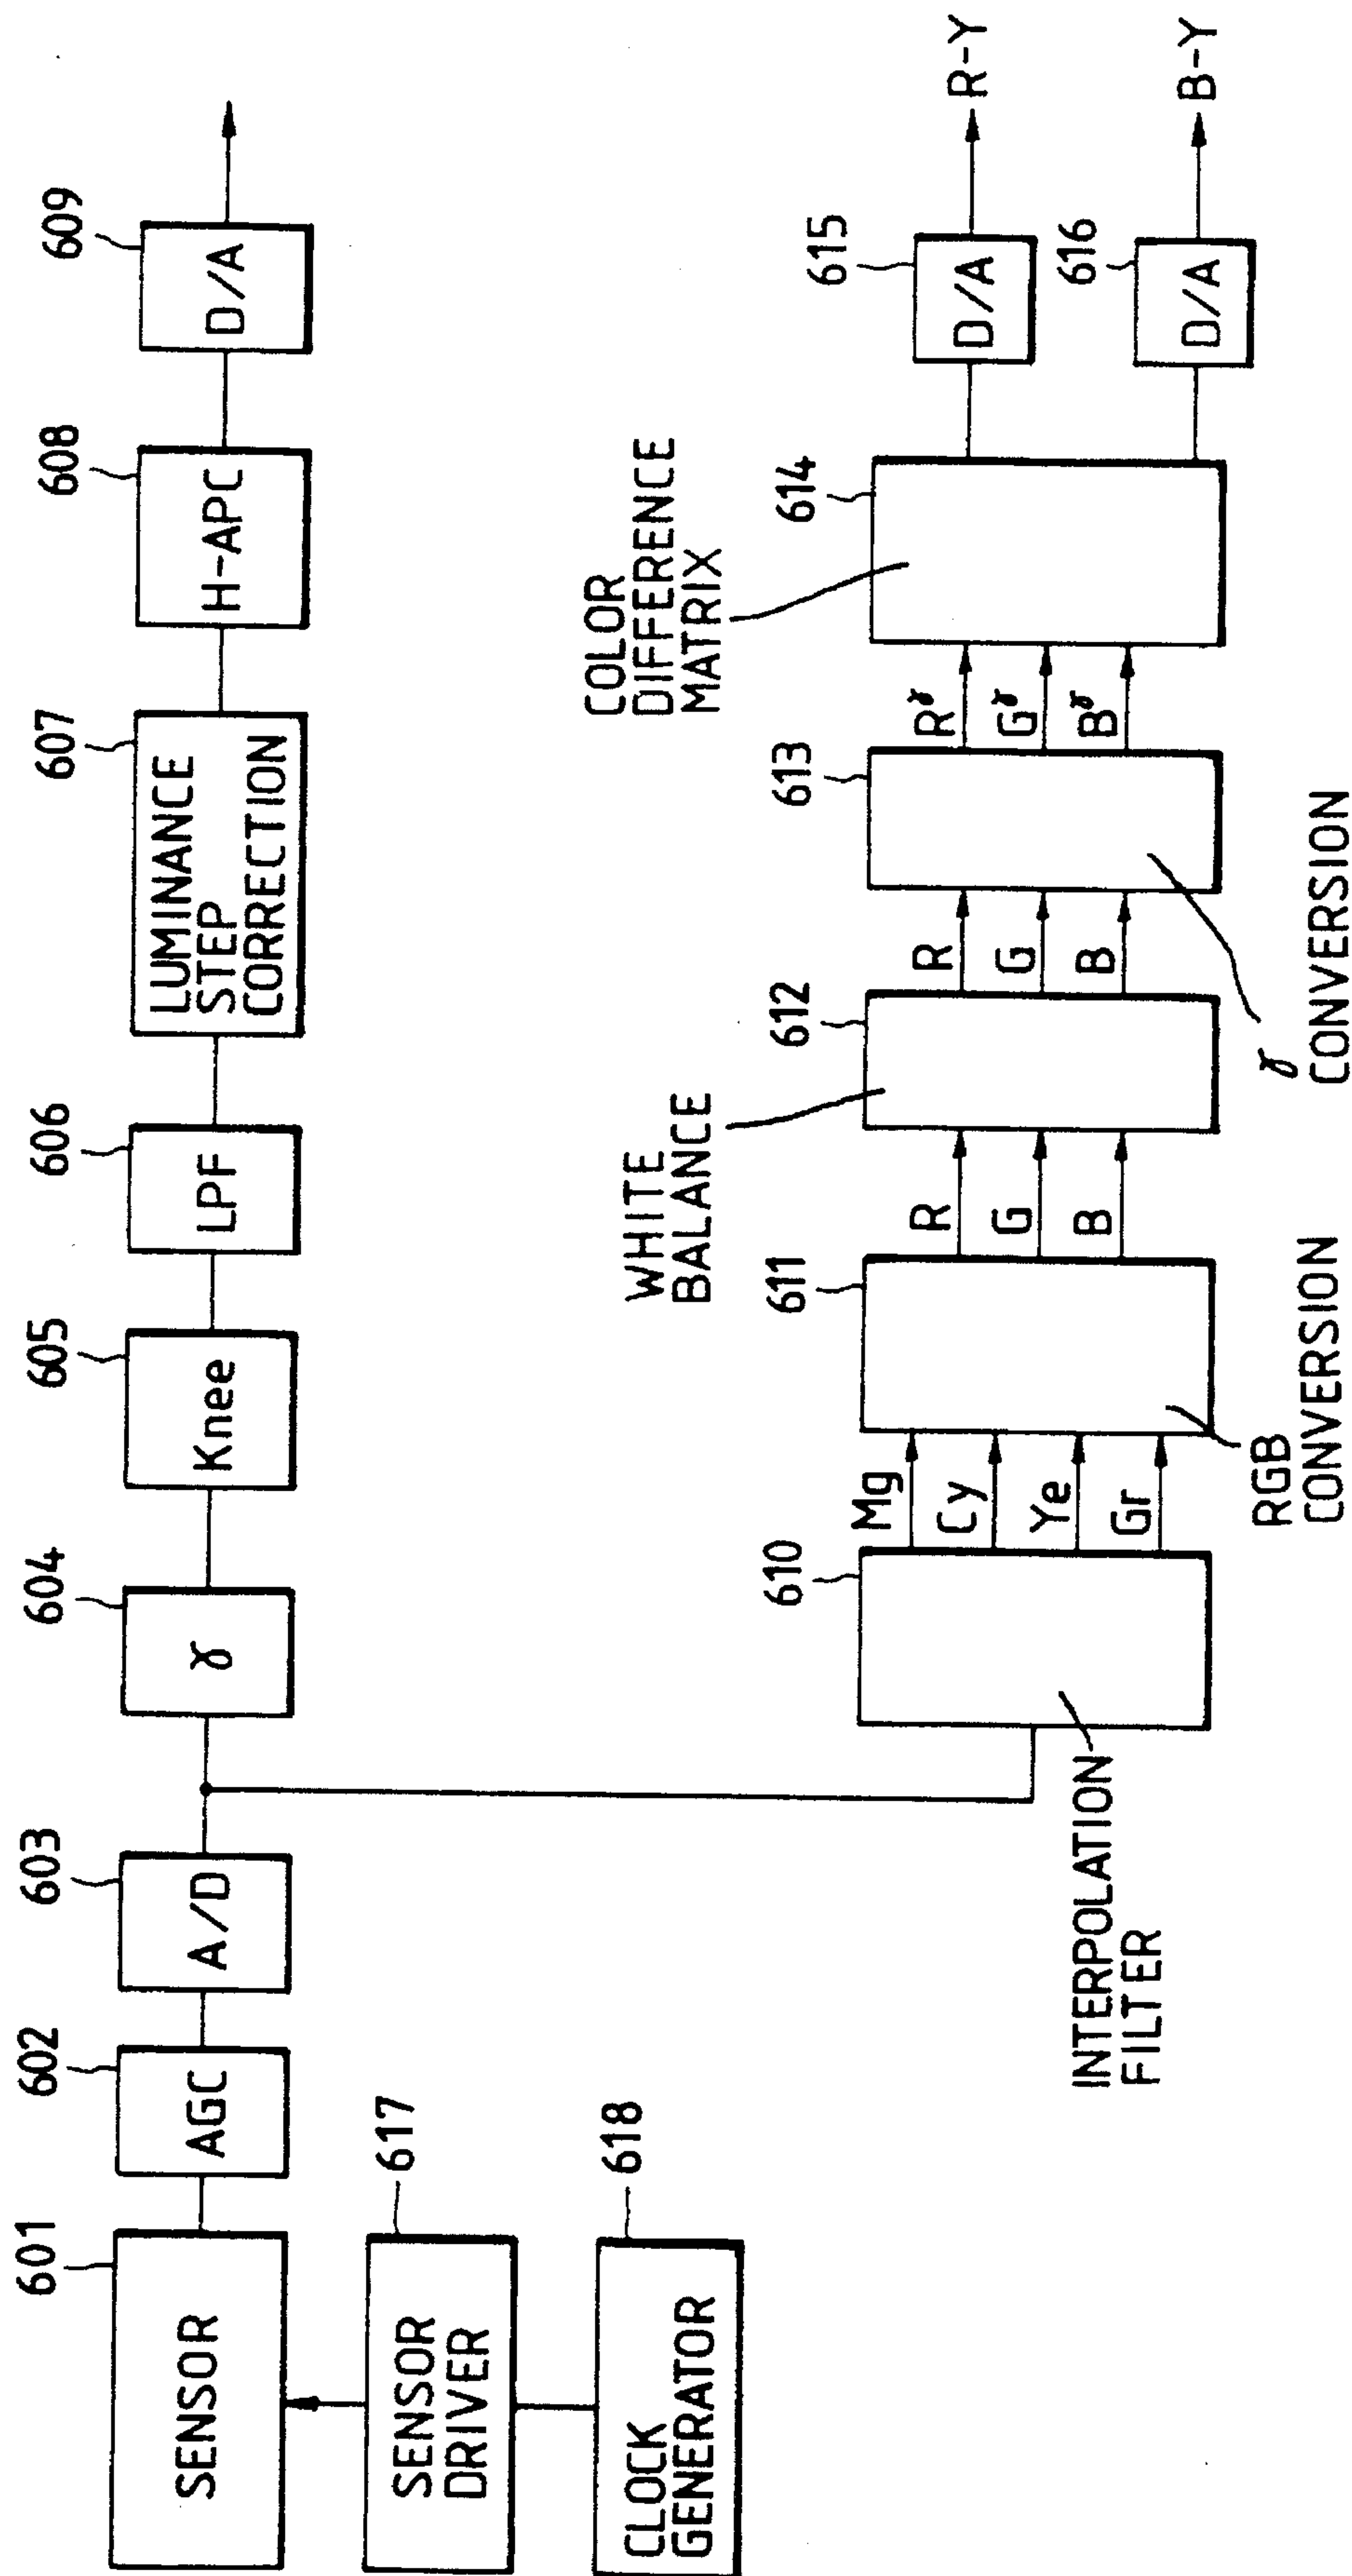 601
SENSOR
602
AGC
603
A/D
604
γ
605
Knee
606
LPF
607
LUMINANCE
STEP
CORRECTION
608
H-APC
609
D/A
617
SENSOR
DRIVER
618
CLOCK
GENERATOR
610
INTERPOLATION
FILTER
Mg
Cy
Ye
Gr
611
RGB
CONVERSION
R
G
B
WHITE
BALANCE
612
R
G
B
613
γ
CONVERSION
Rγ
Gγ
Bγ
COLOR
DIFFERENCE
MATRIX
614
615
D/A
R-Y
616
D/A
B-Y